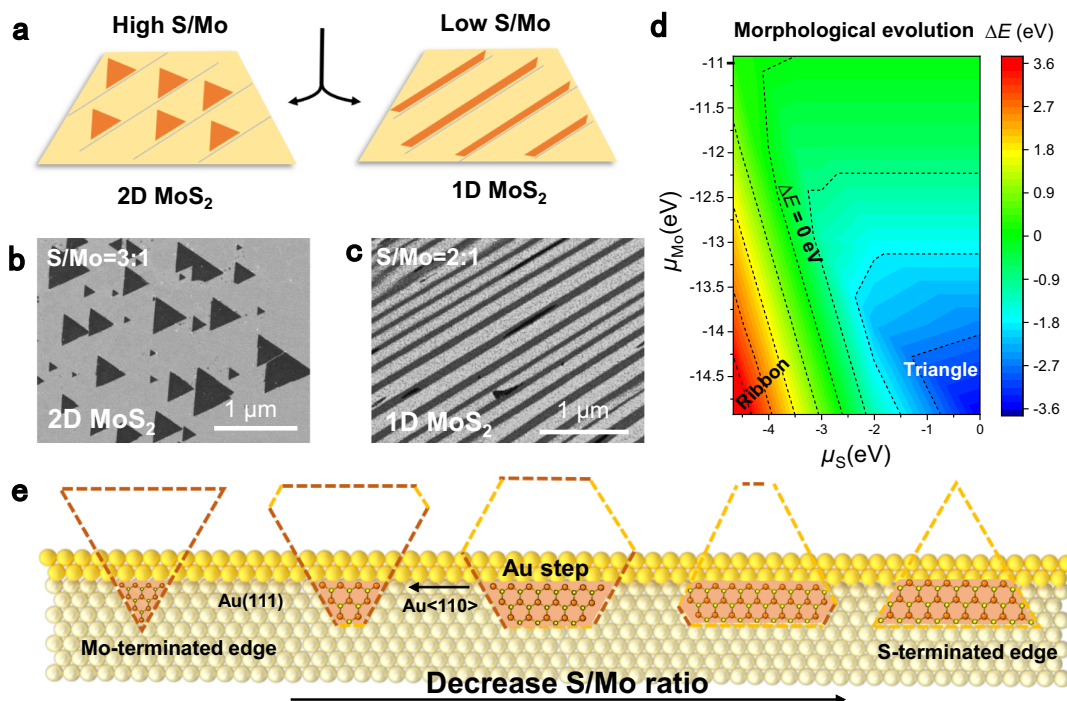 a
High S/Mo
Low S/Mo
2D MoS₂
1D MoS₂
b
S/Mo=3:1
2D MoS₂
1 µm
c
S/Mo=2:1
1D MoS₂
1 µm
d
Morphological evolution
ΔE (eV)
-11
-11.5
-12
-12.5
-13
-13.5
-14
-14.5
μMo(eV)
-4
-3
-2
-1
0
μS(eV)
ΔE = 0 eV
Ribbon
Triangle
3.6
2.7
1.8
0.9
0
-0.9
-1.8
-2.7
-3.6
e
Au step
Au(111)
Au<110>
Mo-terminated edge
S-terminated edge
Decrease S/Mo ratio